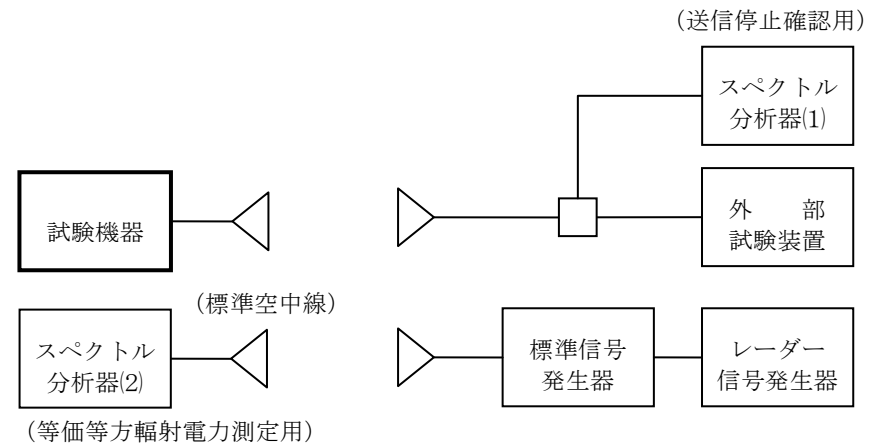 （送信停止確認用）
スペクトル
分析器⑴
試験機器
外　　部
試験装置
（標準空中線）
スペクトル
分析器⑵
標準信号
発生器
レーダー
信号発生器
（等価等方輻射電力測定用）